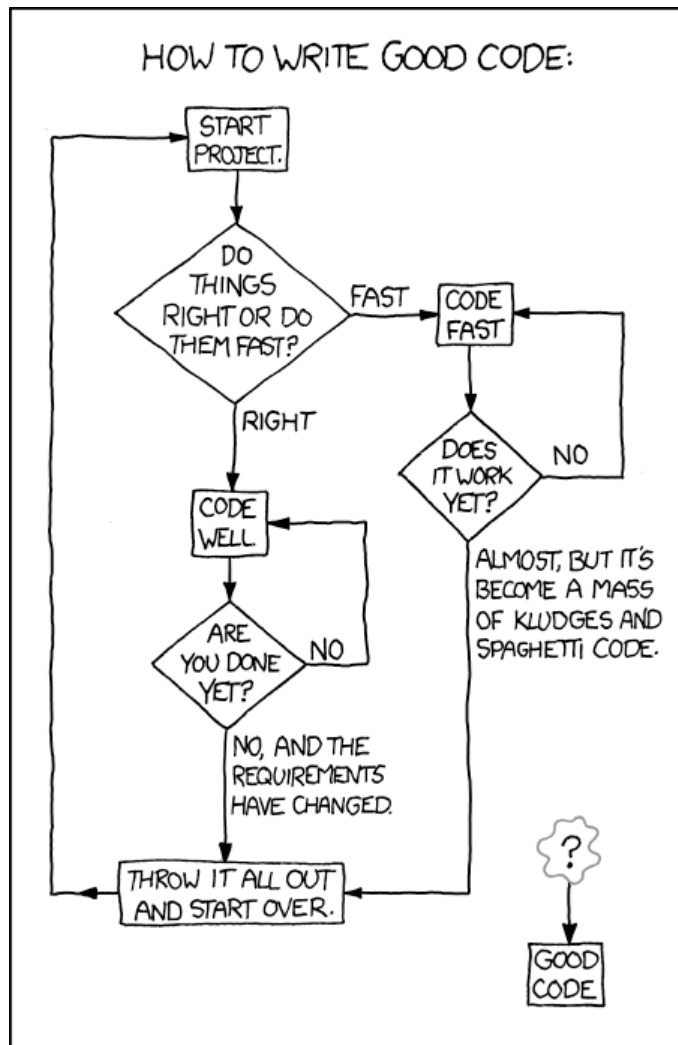 HOW TO WRITE GOOD CODE:
START
PROJECT.
DO
THINGS
RIGHT OR DO
THEM FAST?
FAST
CODE
FAST
RIGHT
DOES
IT WORK
YET?
NO
CODE
WELL
ALMOST, BUT IT'S
BECOME A MASS
OF KLUDGES AND
SPAGHETTI CODE.
ARE
YOU DONE
YET?
NO
NO, AND THE
REQUIREMENTS
HAVE CHANGED.
THROW IT ALL OUT
AND START OVER.
?
GOOD
CODE